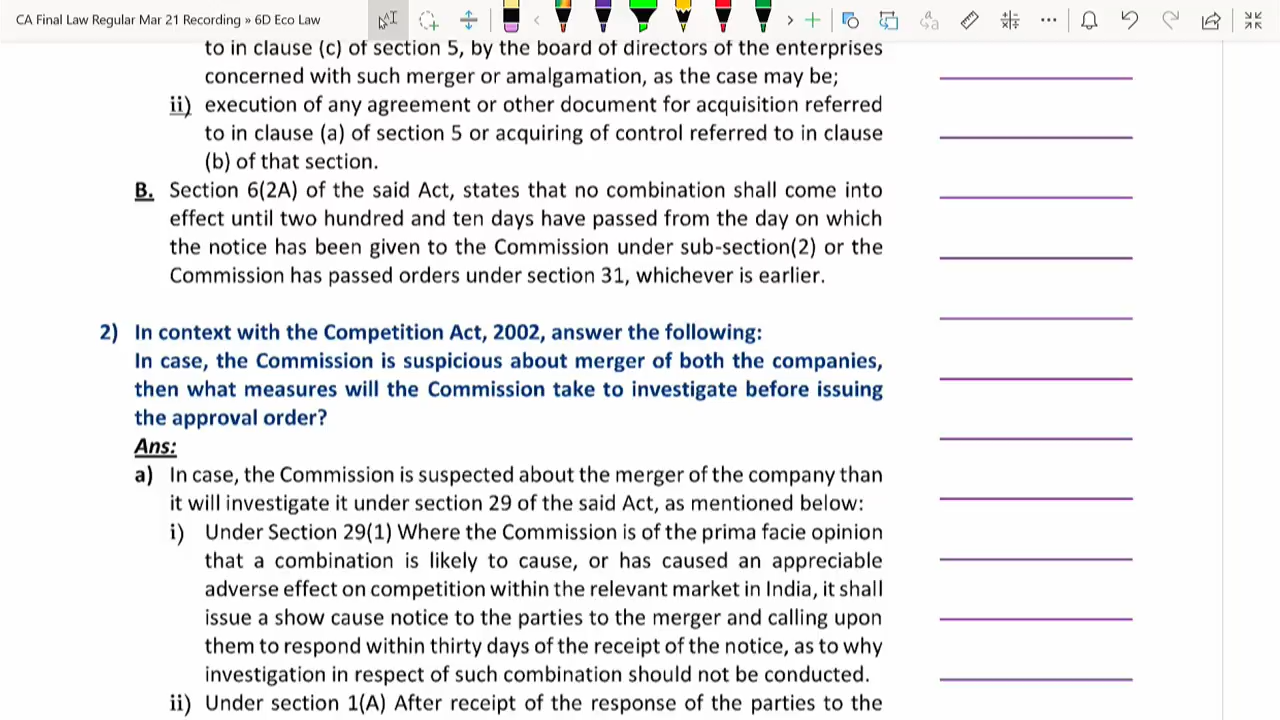 CA Final Law Regular Mar 21 Recording » 6D Eco Law
to in clause (c) of section 5, by the board of directors of the enterprises
concerned with such merger or amalgamation, as the case may be;
ii) execution of any agreement or other document for acquisition referred
to in clause (a) of section 5 or acquiring of control referred to in clause
(b) of that section.
B. Section 6(2A) of the said Act, states that no combination shall come into
effect until two hundred and ten days have passed from the day on which
the notice has been given to the Commission under sub-section(2) or the
Commission has passed orders under section 31, whichever is earlier.
2) In context with the Competition Act, 2002, answer the following:
In case, the Commission is suspicious about merger of both the companies,
then what measures will the Commission take to investigate before issuing
the approval order?
Ans:
a) In case, the Commission is suspected about the merger of the company than
it will investigate it under section 29 of the said Act, as mentioned below:
i) Under Section 29(1) Where the Commission is of the prima facie opinion
that a combination is likely to cause, or has caused an appreciable
adverse effect on competition within the relevant market in India, it shall
issue a show cause notice to the parties to the merger and calling upon
them to respond within thirty days of the receipt of the notice, as to why
investigation in respect of such combination should not be conducted.
ii) Under section 1(A) After receipt of the response of the parties to the